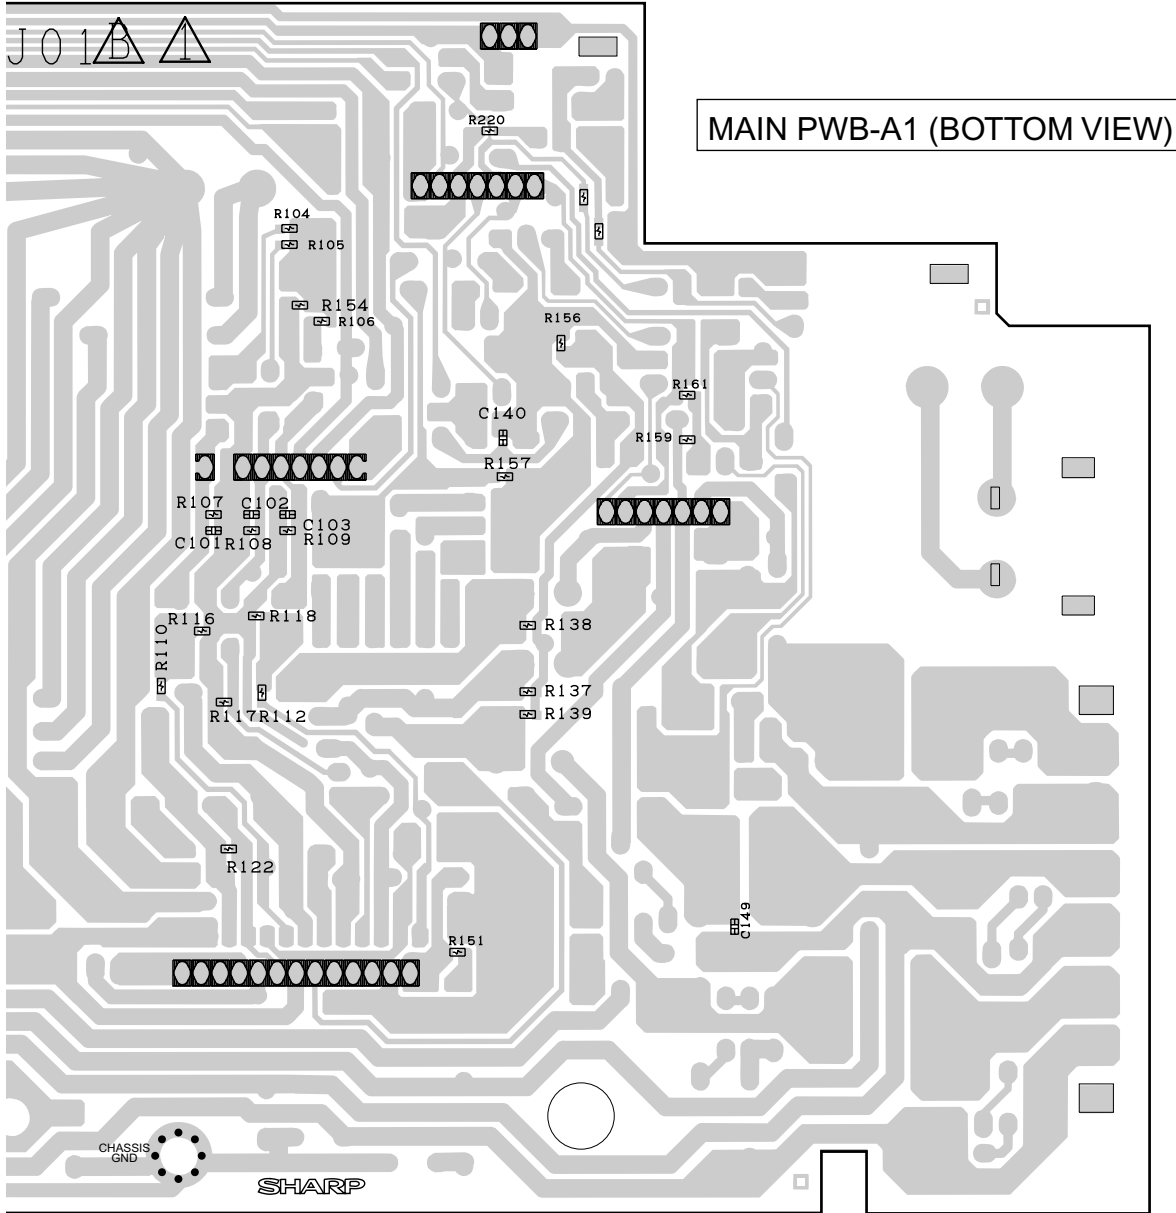 J01 B 1
MAIN PWB-A1 (BOTTOM VIEW)
R220
R104
R105
R154
R106
R156
R161
C140
R159
R157
R107 C102
C103
C101 R108 R109
R118
R116
R110
R138
R137
R117 R112
R139
R122
C149
R151
CHASSIS
GND
SHARP